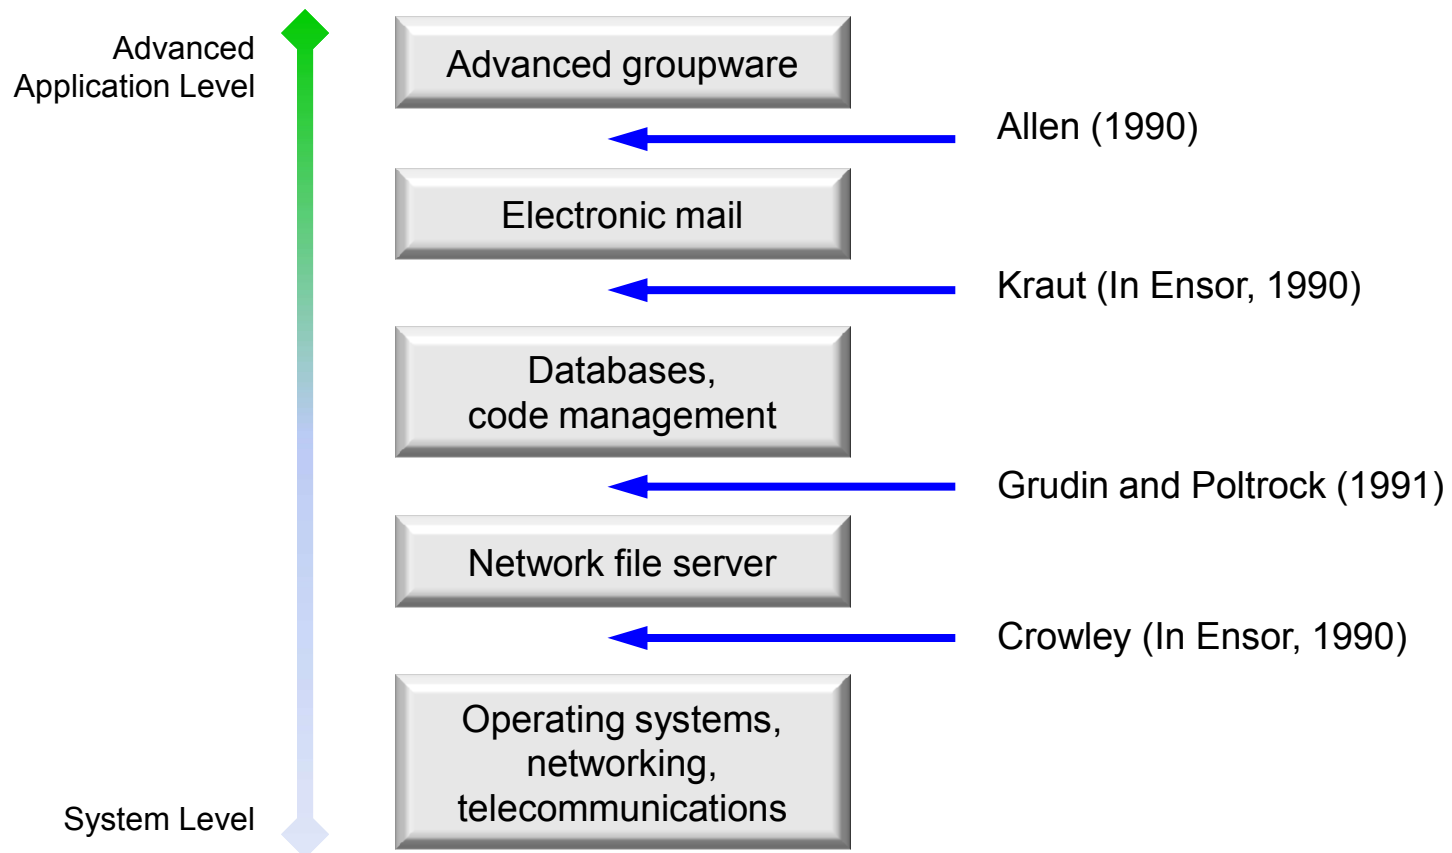 Advanced
Application Level
Advanced groupware
Allen (1990)
Electronic mail
Kraut (In Ensor, 1990)
Databases,
code management
Grudin and Poltrock (1991)
Network file server
Crowley (In Ensor, 1990)
Operating systems,
networking,
telecommunications
System Level